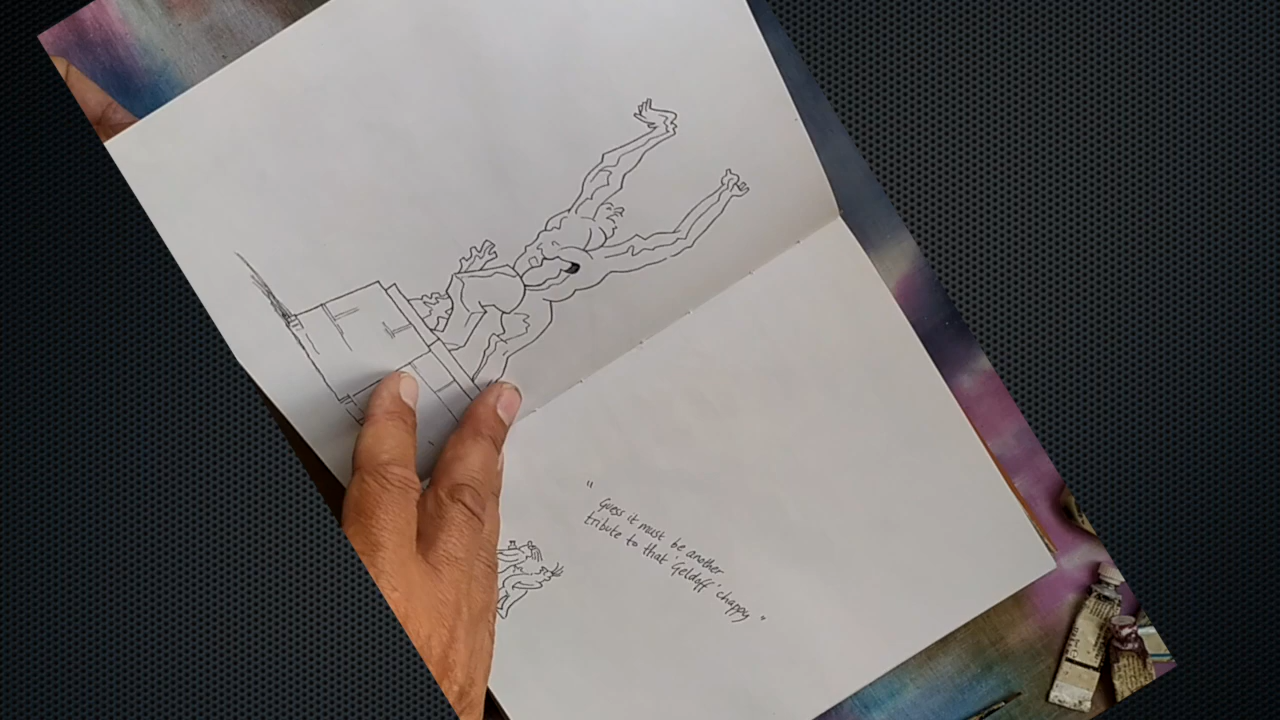 "Guess it must be another
tribute to that 'Geldoff' chappy"